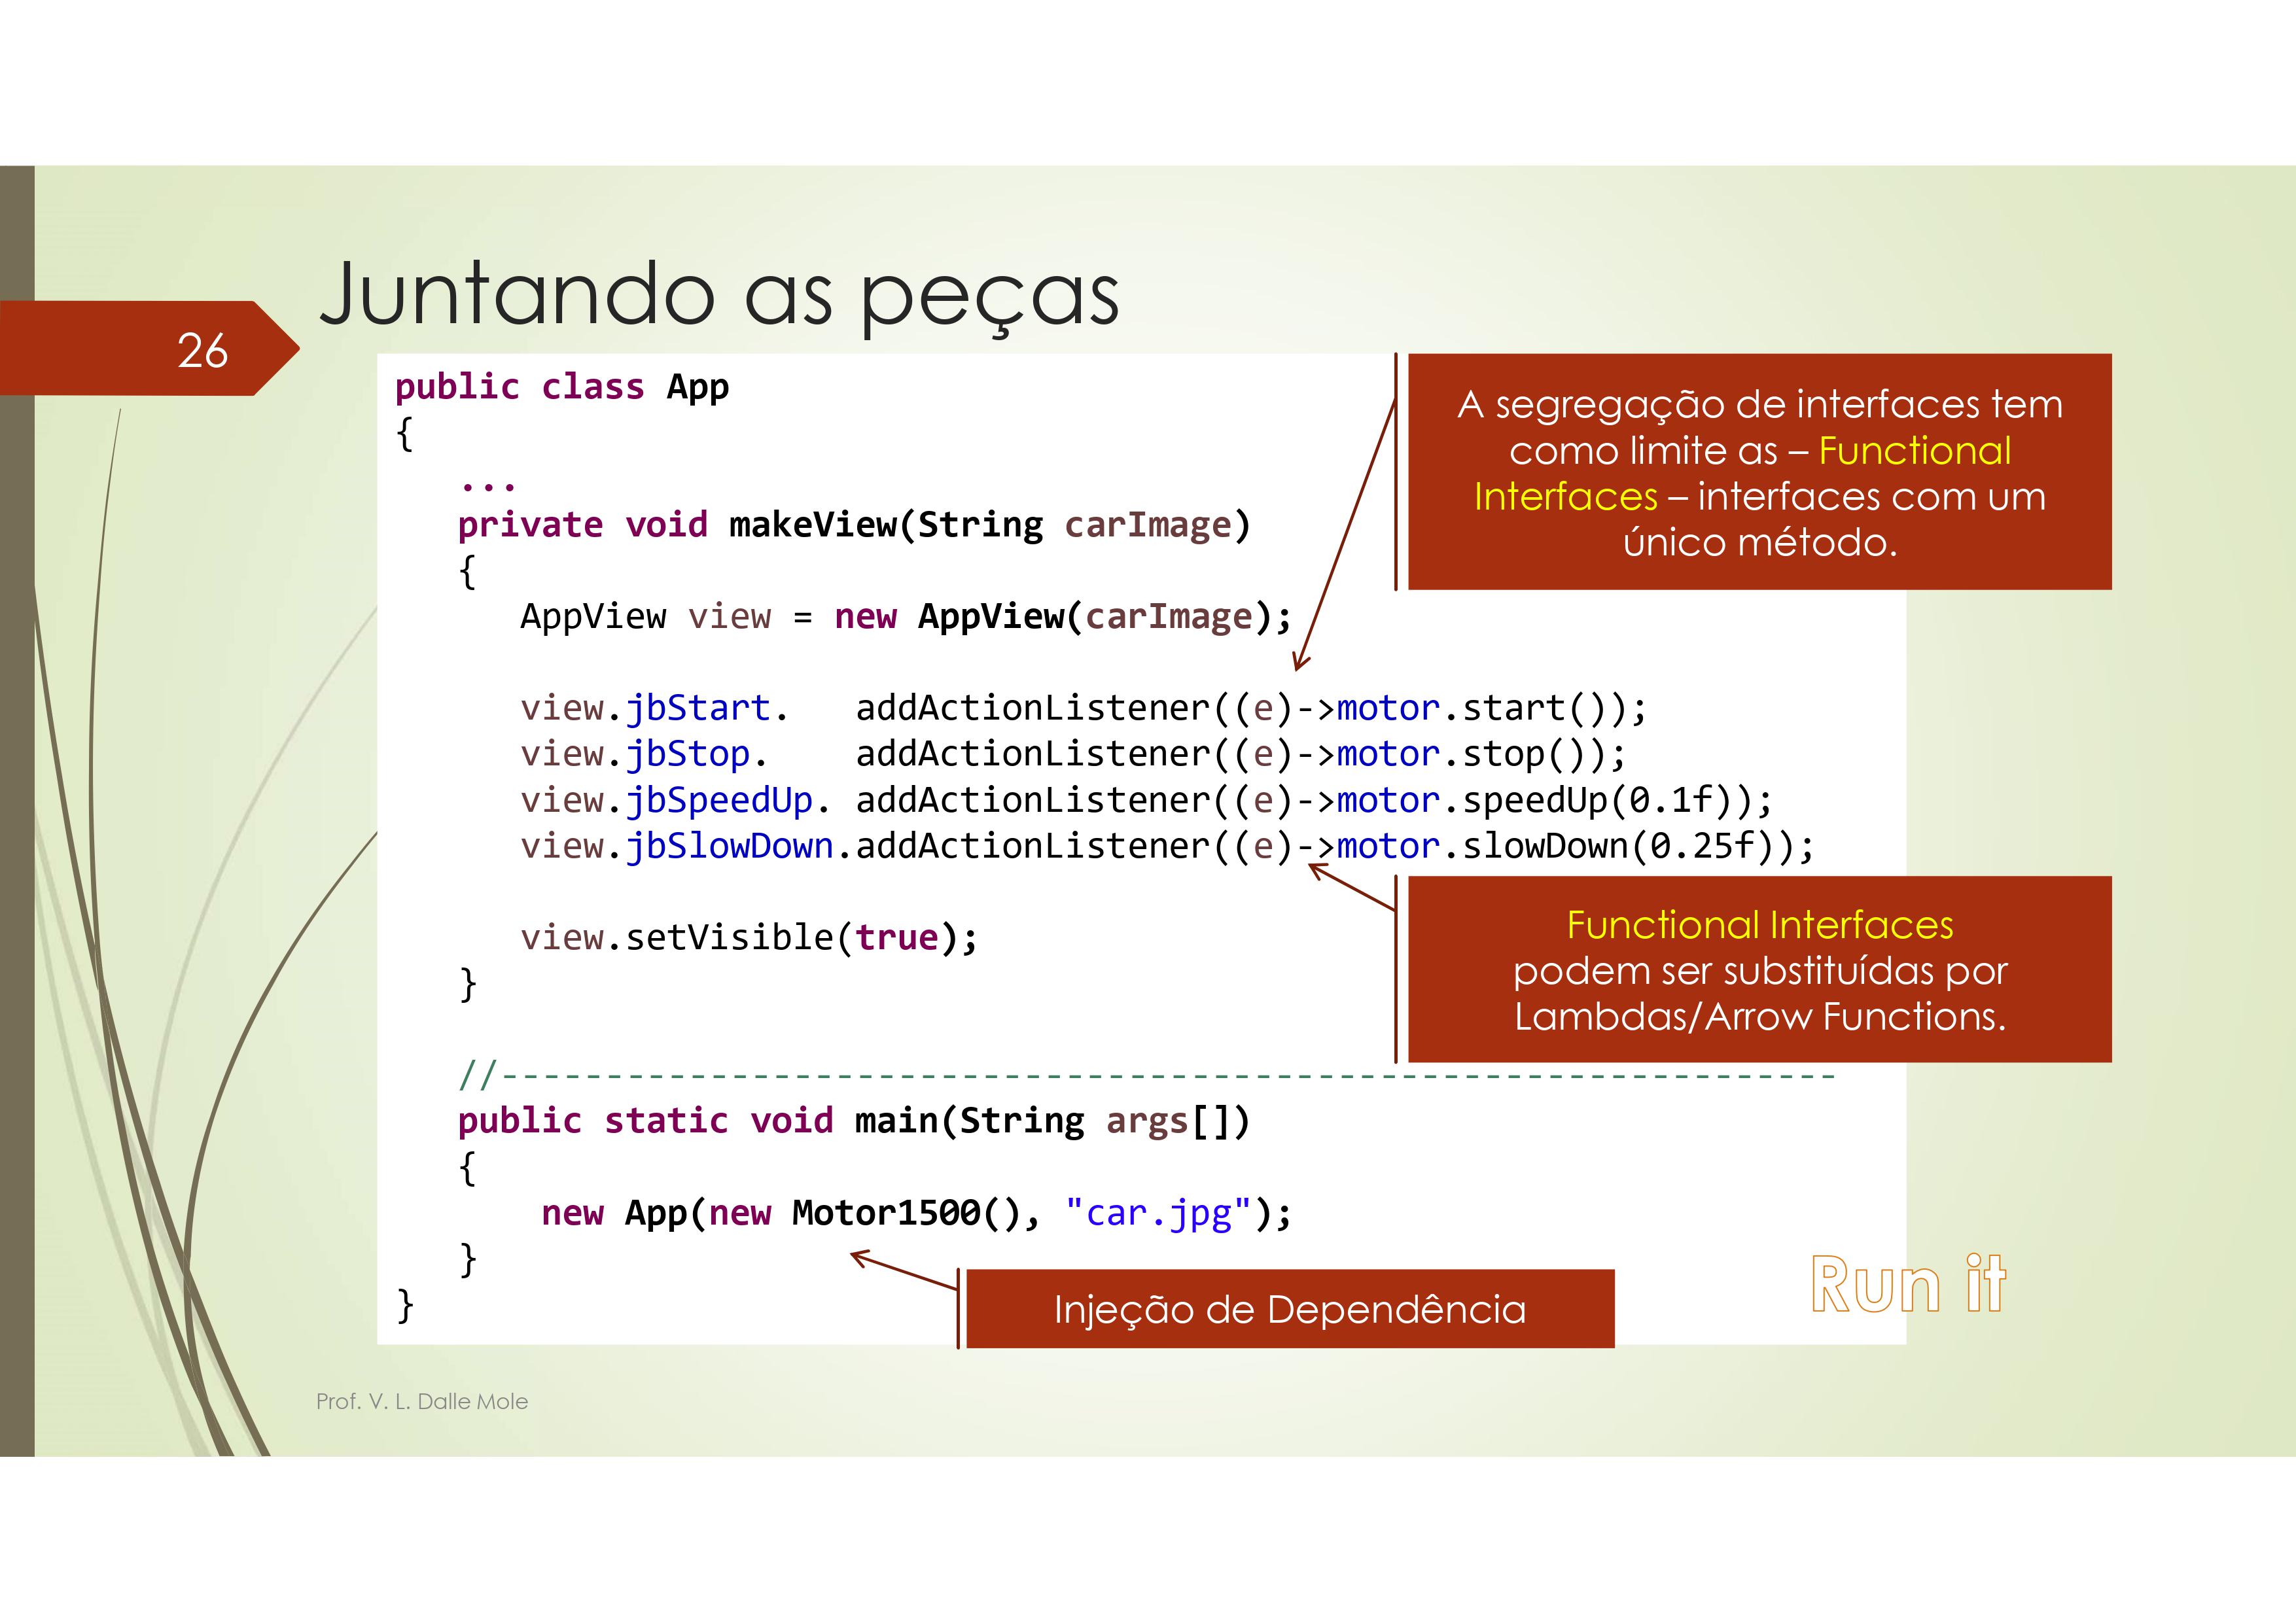 Juntando as peças
26
public class App
{
...
private void makeView(String carImage)
{
AppView view = new AppView(carImage);
view.jbStart.   addActionListener((e)->motor.start());
view.jbStop.    addActionListener((e)->motor.stop());
view.jbSpeedUp. addActionListener((e)->motor.speedUp(0.1f));
view.jbSlowDown.addActionListener((e)->motor.slowDown(0.25f));
view.setVisible(true);
}
//----------------------------------------------------------------
public static void main(String args[])
{
new App(new Motor1500(), "car.jpg");
}
}
A segregação de interfaces tem
como limite as – Functional
Interfaces – interfaces com um
único método.
Functional Interfaces
podem ser substituídas por
Lambdas/Arrow Functions.
Injeção de Dependência
Run it
Prof. V. L. Dalle Mole